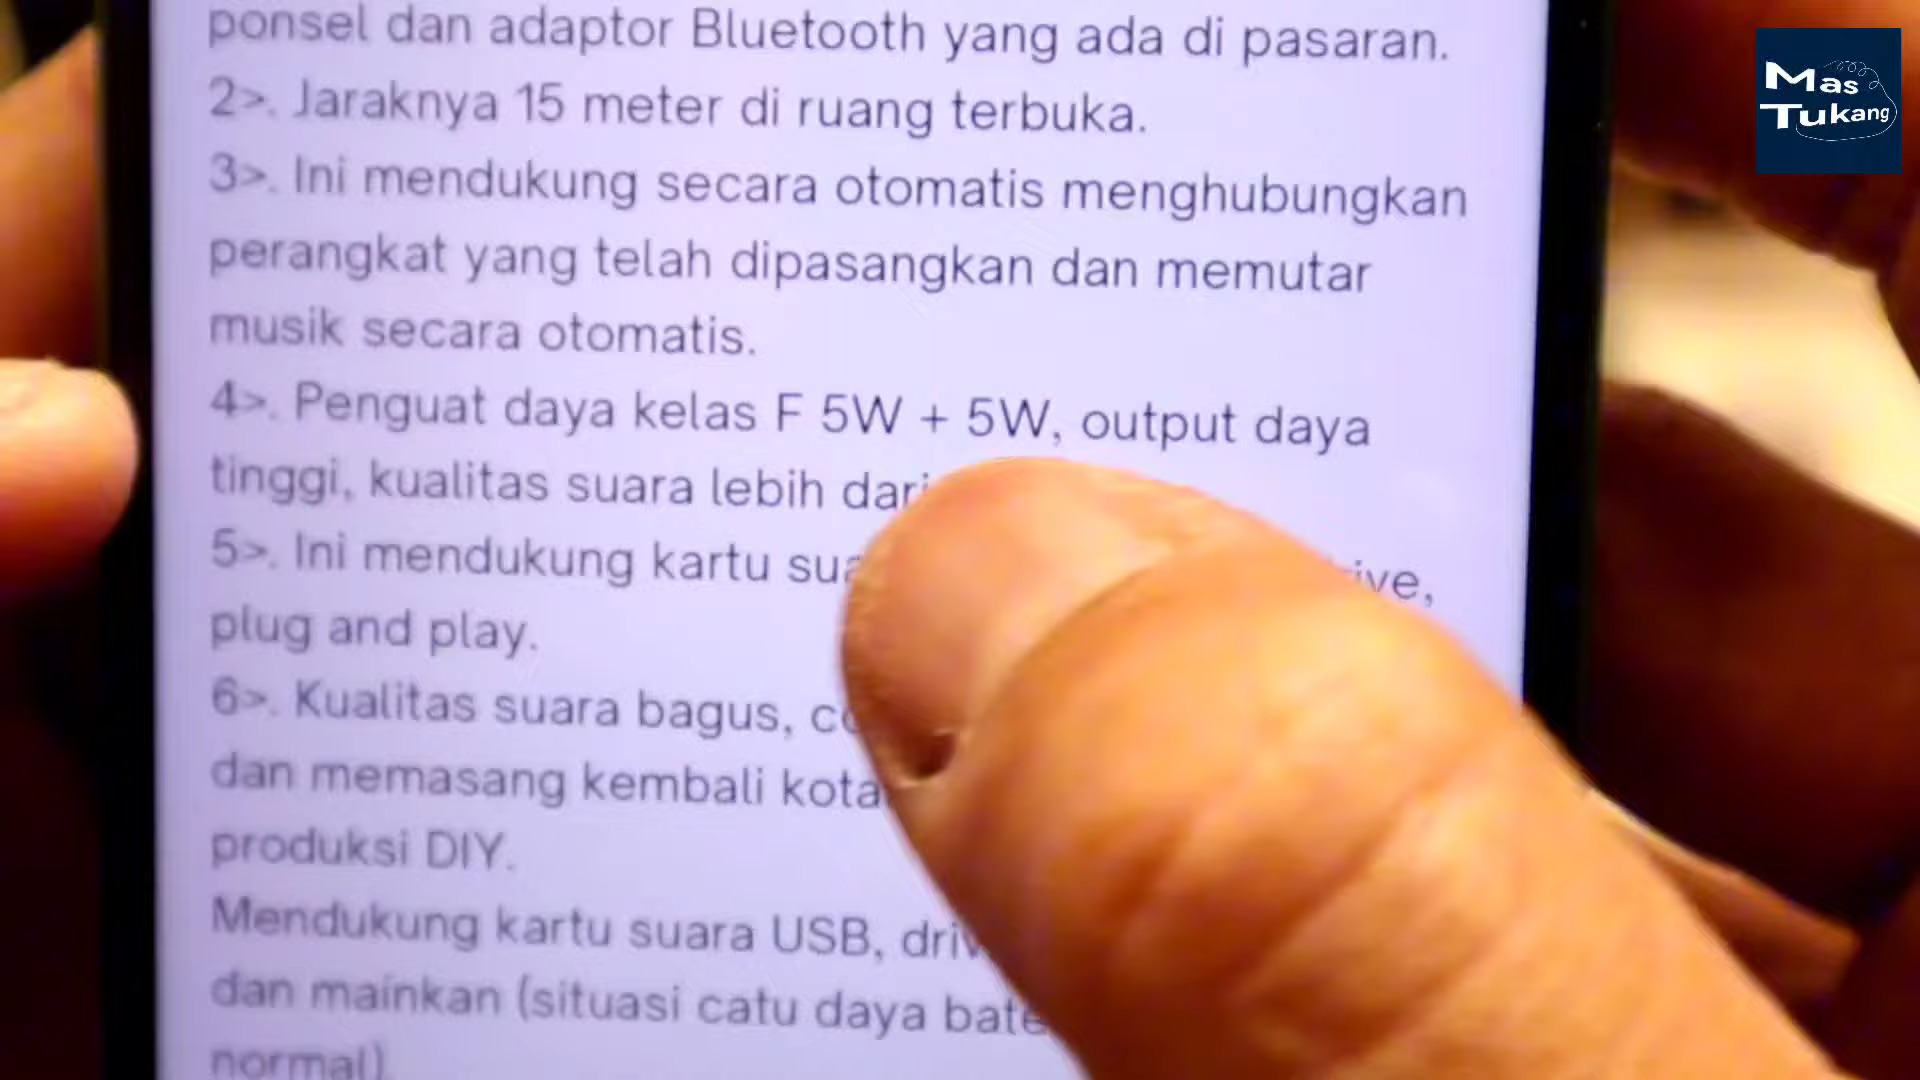 ponsel dan adaptor Bluetooth yang ada di pasaran.
2>. Jaraknya 15 meter di ruang terbuka.
3>. Ini mendukung secara otomatis menghubungkan
perangkat yang telah dipasangkan dan memutar
musik secara otomatis.
4>. Penguat daya kelas F 5W + 5W, output daya
tinggi, kualitas suara lebih dari
5>. Ini mendukung kartu
plug and play.
6>. Kualitas suara bagus,
dan memasang kembali
produksi DIY.
Mendukung kartu suara USB,
dan mainkan (situasi catu daya
normal)
Mas
Tukang